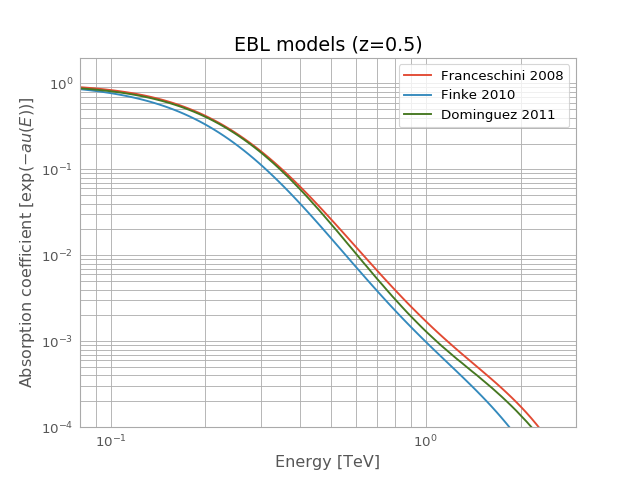 EBL models (z=0.5)
Franceschini 2008
Finke 2010
Dominguez 2011
Absorption coefficient [exp(−au(E))]
10⁰
10⁻¹
10⁻²
10⁻³
10⁻⁴
10⁻¹
10⁰
Energy [TeV]